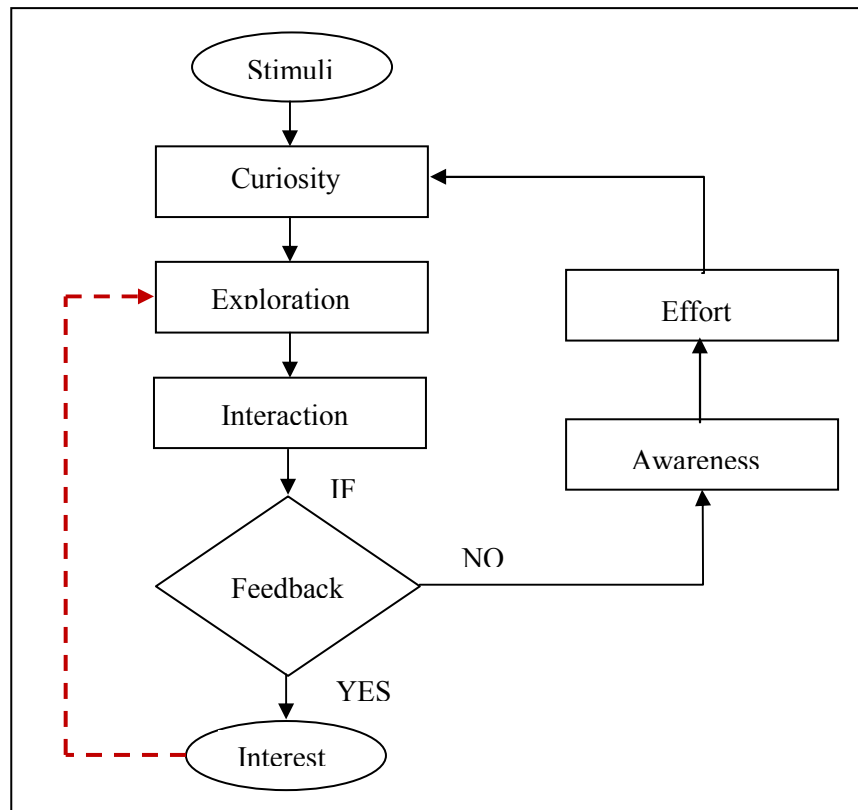 Stimuli
Curiosity
Exploration
Effort
Interaction
Awareness
IF
Feedback
NO
YES
Interest